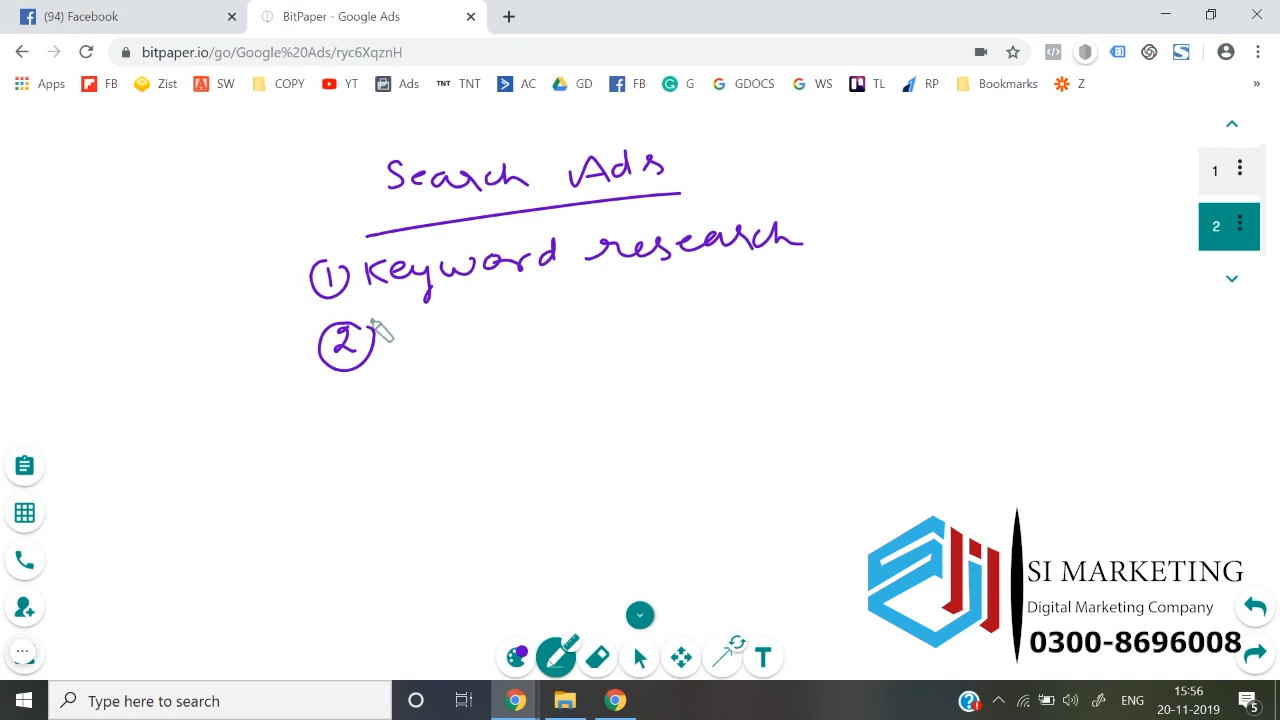 (94) Facebook
BitPaper - Google Ads
bitpaper.io/go/Google%20Ads/ryc6XqznH
Apps FB Zist SW COPY YT Ads TNT TNT AC GD FB G GDOCS WS TL RP Bookmarks Z »
Search Ads
① Keyword research
②
1
2
SI MARKETING
Digital Marketing Company
0300-8696008
T
Type here to search
ENG
15:56
20-11-2019
5